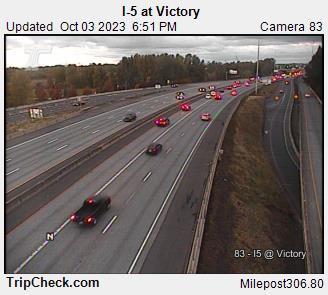 I-5 at Victory
Updated Oct 03 2023 6:51 PM Camera 83
N
83 - I5 @ Victory
TripCheck.com Milepost306.80